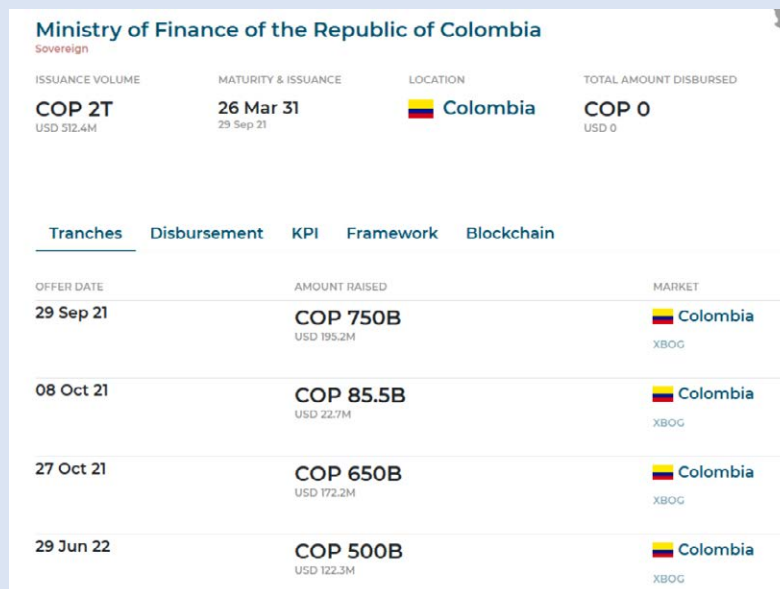 Ministry of Finance of the Republic of Colombia
Sovereign
ISSUANCE VOLUME MATURITY & ISSUANCE LOCATION TOTAL AMOUNT DISBURSED
COP 2T 26 Mar 31 Colombia COP 0
USD 512.4M 29 Sep 21 USD 0
Tranches Disbursement KPI Framework Blockchain
OFFER DATE AMOUNT RAISED MARKET
29 Sep 21 COP 750B Colombia
USD 195.2M XBOG
08 Oct 21 COP 85.5B Colombia
USD 22.7M XBOG
27 Oct 21 COP 650B Colombia
USD 172.2M XBOG
29 Jun 22 COP 500B Colombia
USD 122.3M XBOG